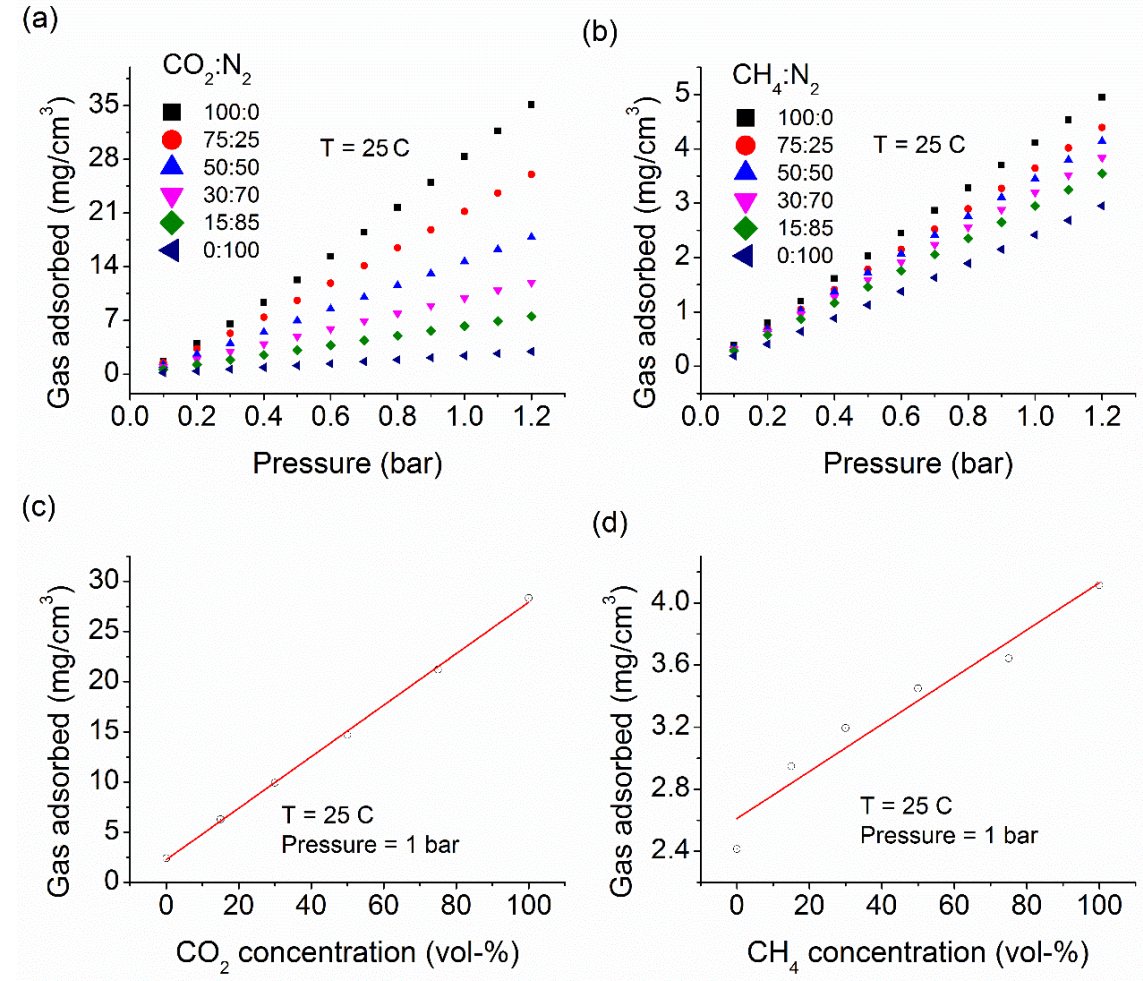 (a)
CO2:N2
100:0
75:25
50:50
30:70
15:85
0:100
T = 25 C
35
28
21
14
7
0
0.0 0.2 0.4 0.6 0.8 1.0 1.2
Gas adsorbed (mg/cm3)
Pressure (bar)
(b)
CH4:N2
100:0
75:25
50:50
30:70
15:85
0:100
T = 25 C
5
4
3
2
1
0
0.0 0.2 0.4 0.6 0.8 1.0 1.2
Gas adsorbed (mg/cm3)
Pressure (bar)
(c)
30
25
20
15
10
5
0
0 20 40 60 80 100
Gas adsorbed (mg/cm3)
T = 25 C
Pressure = 1 bar
CO2 concentration (vol-%)
(d)
4.0
3.6
3.2
2.8
2.4
0 20 40 60 80 100
Gas adsorbed (mg/cm3)
T = 25 C
Pressure = 1 bar
CH4 concentration (vol-%)